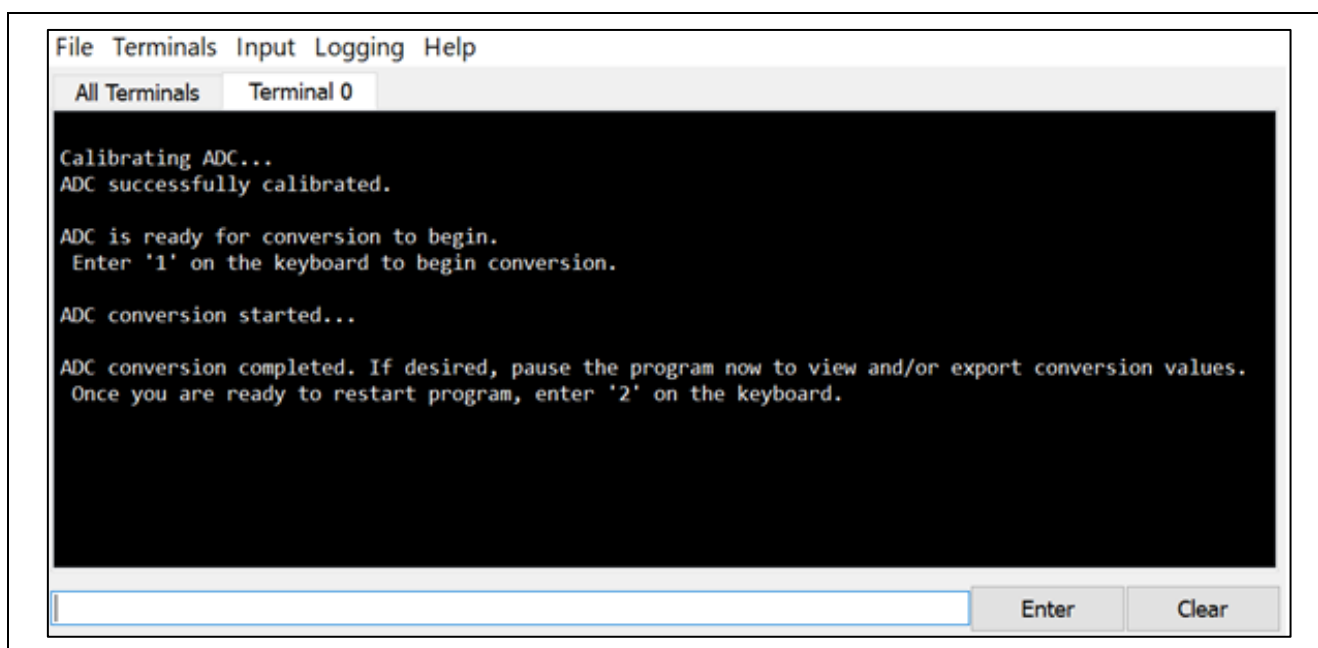 File Terminals Input Logging Help
All Terminals Terminal 0
Calibrating ADC...
ADC successfully calibrated.
ADC is ready for conversion to begin.
Enter '1' on the keyboard to begin conversion.
ADC conversion started...
ADC conversion completed. If desired, pause the program now to view and/or export conversion values.
Once you are ready to restart program, enter '2' on the keyboard.
Enter Clear